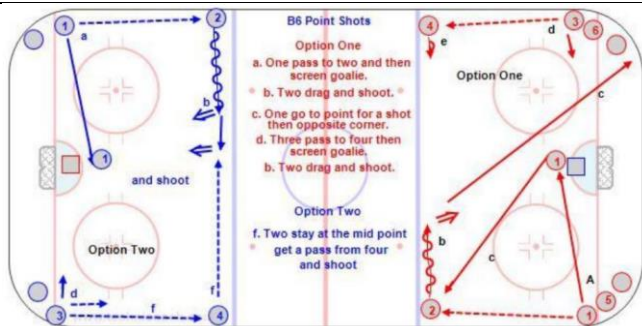 B6 Point Shots
Option One
a. One pass to two and then
screen goalie.
b. Two drag and shoot.
c. One go to point for a shot
then opposite corner.
d. Three pass to four then
screen goalie.
b. Two drag and shoot.
Option Two
f. Two stay at the mid point
get a pass from four
and shoot
1
2
a
b
1
and shoot
Option Two
d
f
f
3
4
4
3
6
e
d
Option One
c
1
b
c
A
2
1
5